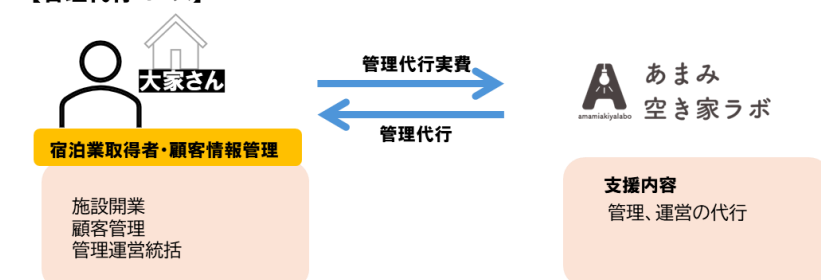 大家さん
管理代行実費
管理代行
あまみ
空き家ラボ
amamiakiyalabo
宿泊業取得者・顧客情報管理
施設開業
顧客管理
管理運営統括
支援内容
管理、運営の代行